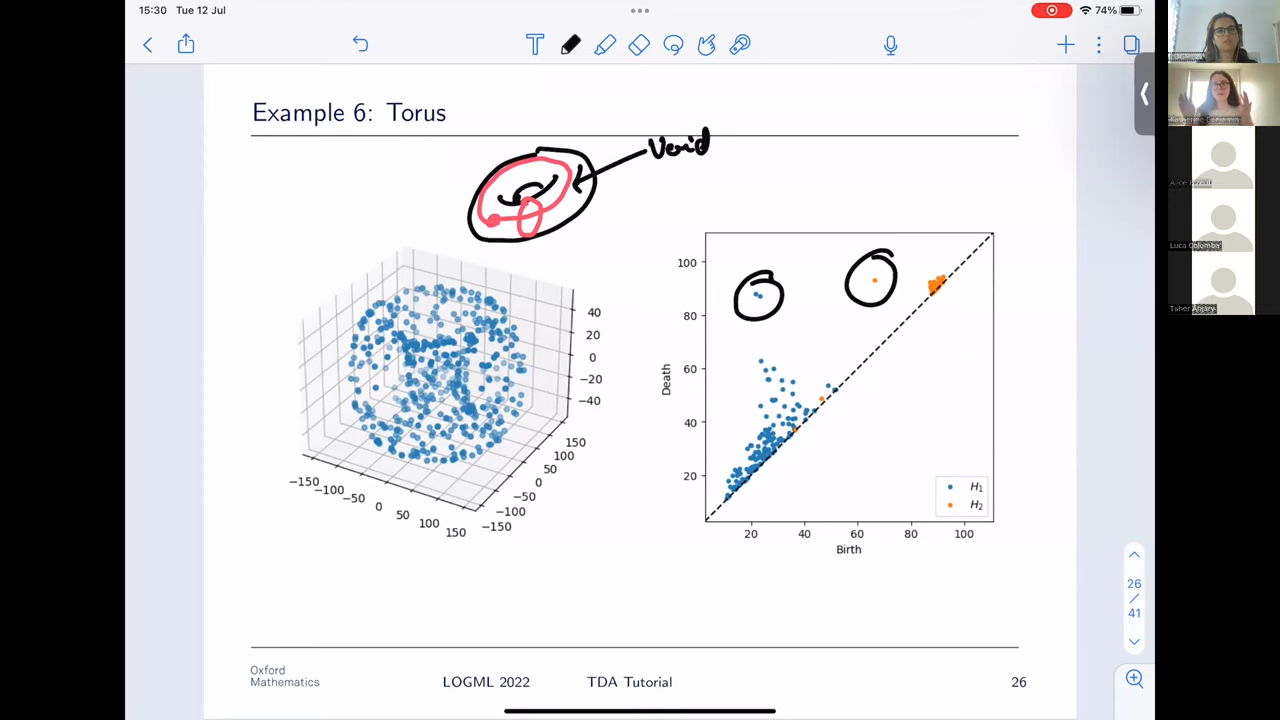 15:30 Tue 12 Jul
74%
Example 6: Torus
Void
40
20
0
−20
−40
150
100
50
0
−50
−100
−150
−150
−100
−50
0
50
100
150
100
80
60
40
20
Death
20 40 60 80 100
Birth
H₁
H₂
26
/
41
Oxford
Mathematics
LOGML 2022 TDA Tutorial 26
Luca Colomba